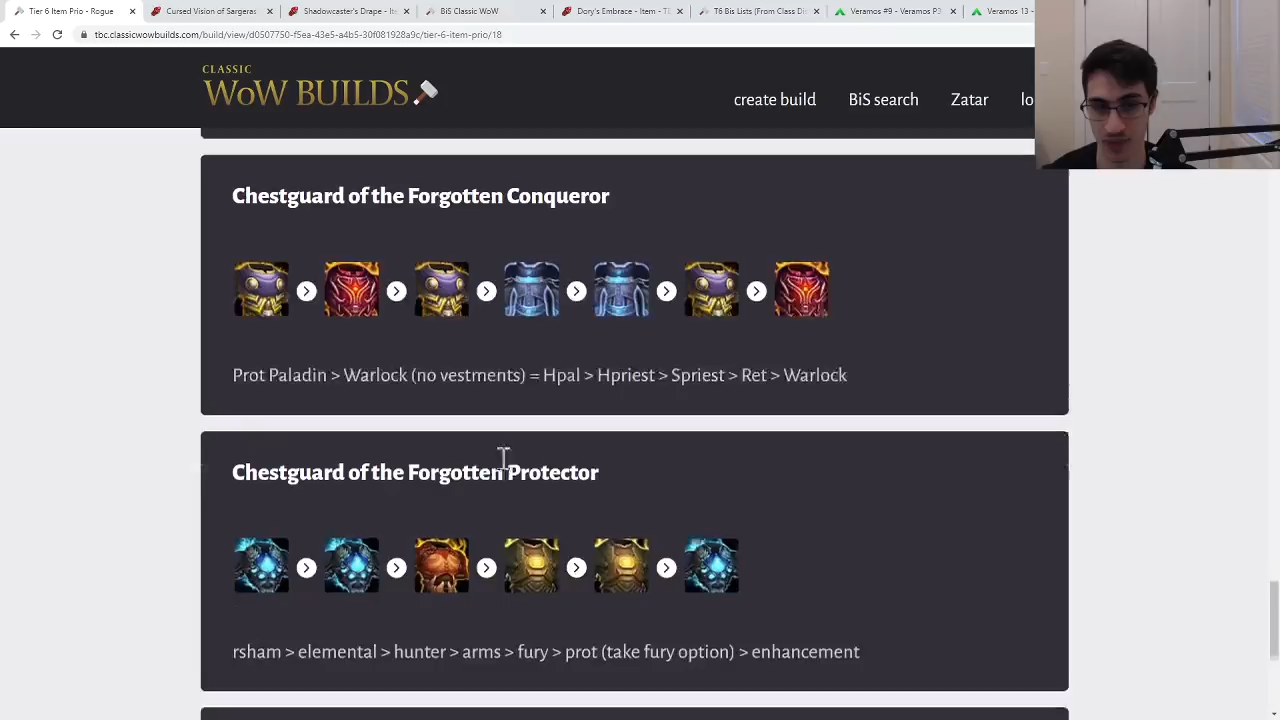 Tier 6 Item Prio - Rogue
Cursed Vision of Sargeras
Shadowcaster's Drape - Ite
BiS Classic WoW
Dory's Embrace - Item - TB
T6 Bis Lists (From Class Dis
Veramos #9 - Veramos P3
Veramos 13 -
tbc.classicwowbuilds.com/build/view/d0507750-f5ea-43e5-a4b5-30f081928a9c/tier-6-item-prio/18
CLASSIC
WoW BUILDS
create build
BiS search
Zatar
lo
Chestguard of the Forgotten Conqueror
Prot Paladin > Warlock (no vestments) = Hpal > Hpriest > Spriest > Ret > Warlock
Chestguard of the Forgotten Protector
rsham > elemental > hunter > arms > fury > prot (take fury option) > enhancement